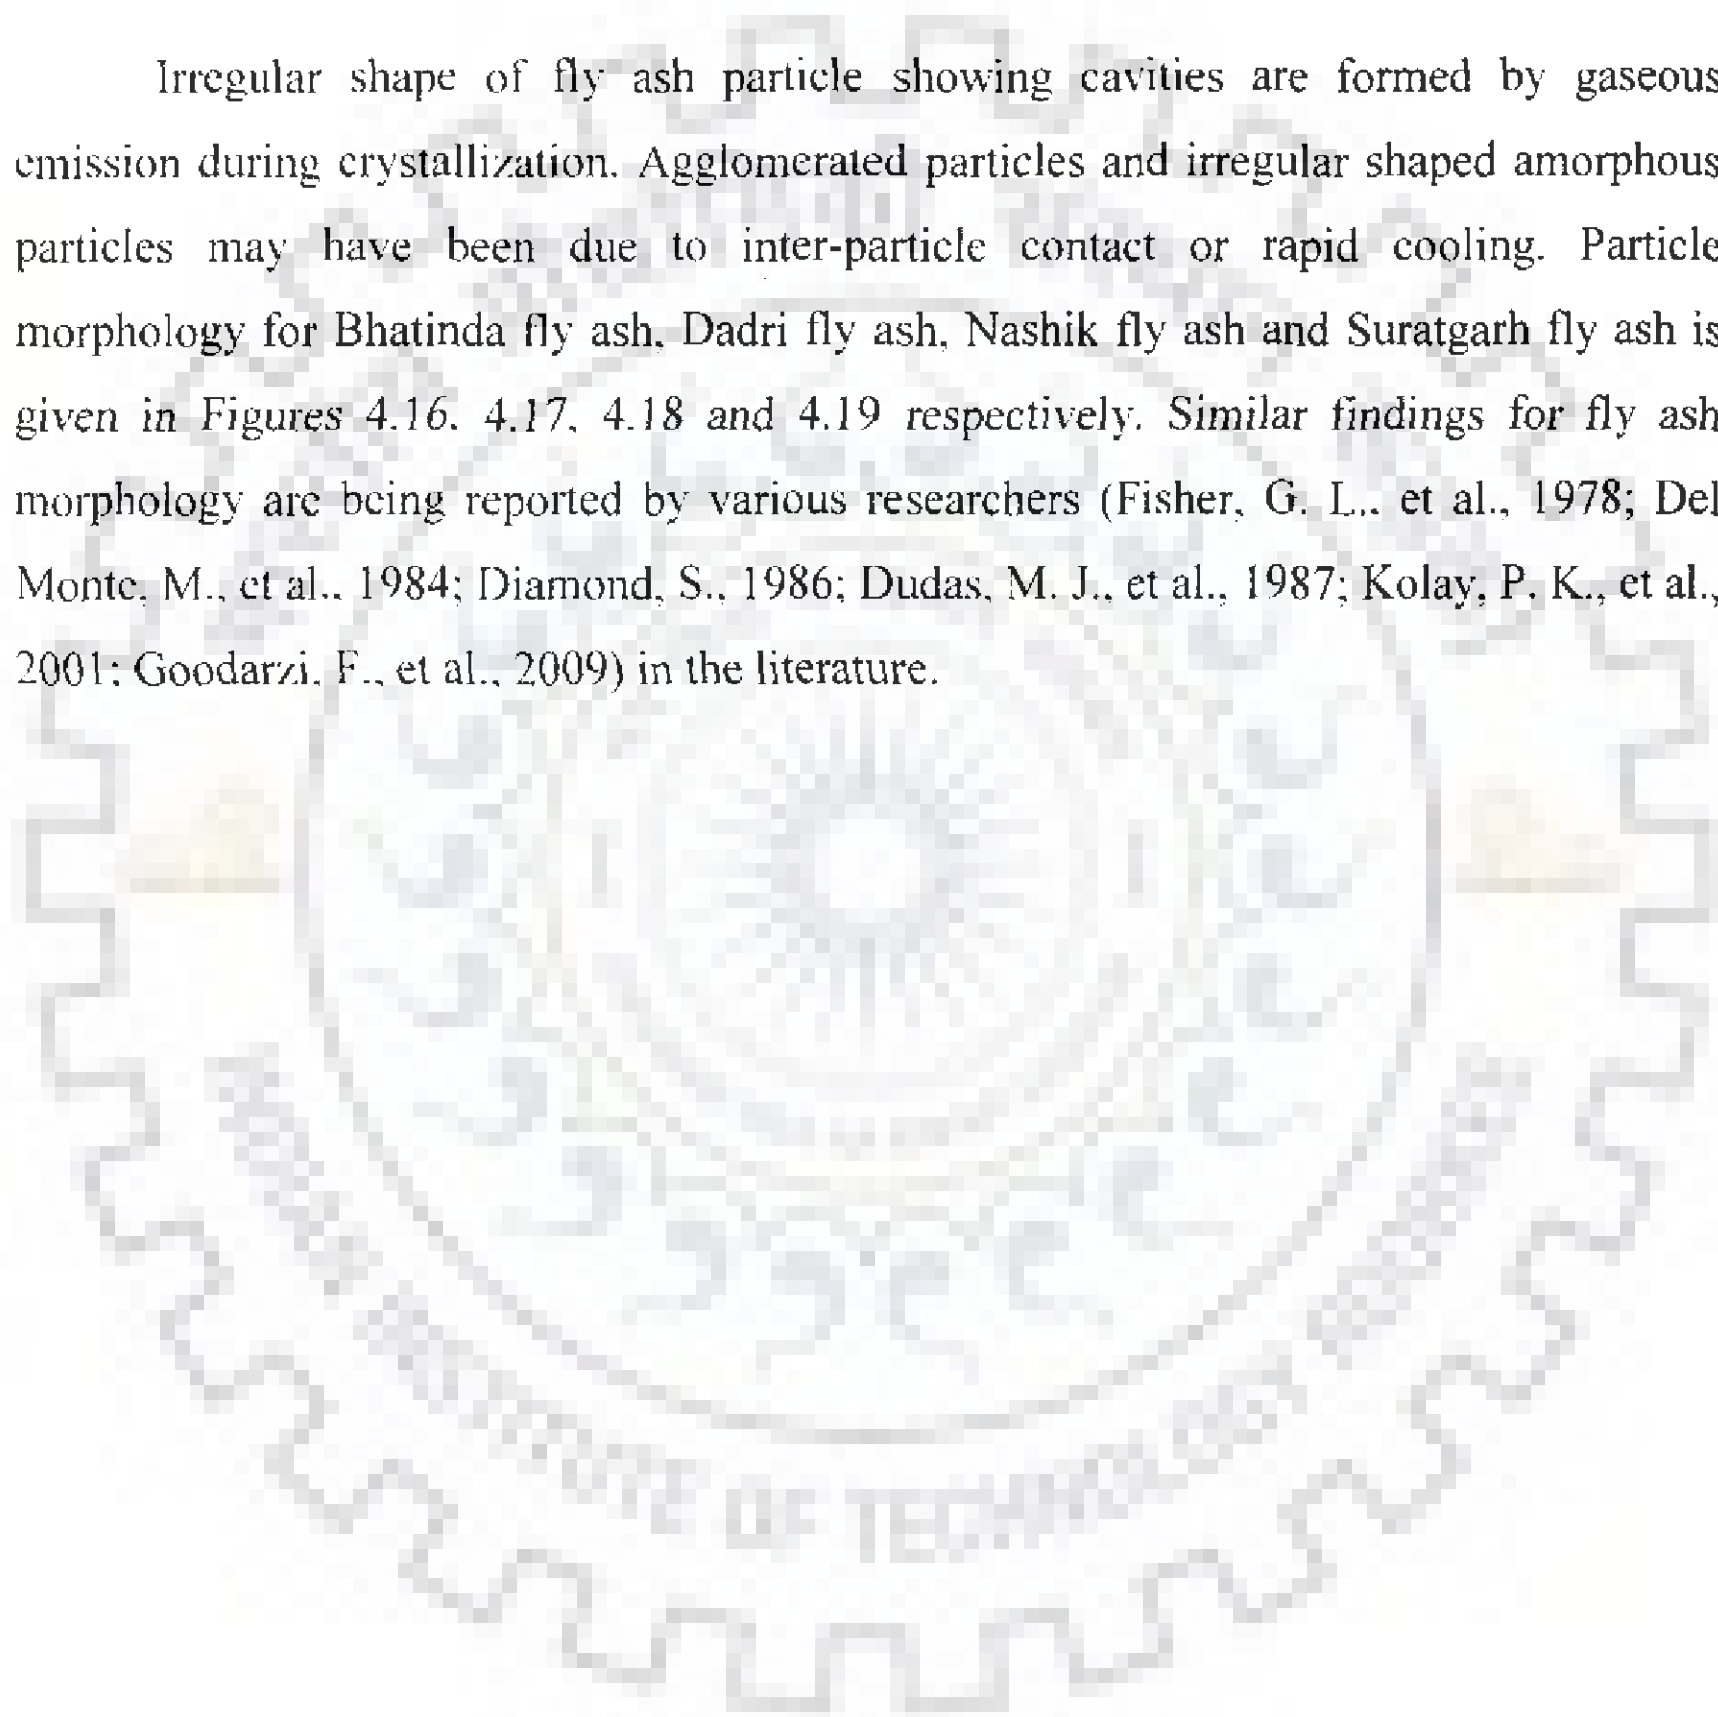 Irregular shape of fly ash particle showing cavities are formed by gaseous
emission during crystallization. Agglomerated particles and irregular shaped amorphous
particles may have been due to inter-particle contact or rapid cooling. Particle
morphology for Bhatinda fly ash, Dadri fly ash, Nashik fly ash and Suratgarh fly ash is
given in Figures 4.16, 4.17, 4.18 and 4.19 respectively. Similar findings for fly ash
morphology are being reported by various researchers (Fisher, G. L., et al., 1978; Del
Monte, M., et al., 1984; Diamond, S., 1986; Dudas, M. J., et al., 1987; Kolay, P. K., et al.,
2001; Goodarzi, F., et al., 2009) in the literature.
OF TECHNOLOGY